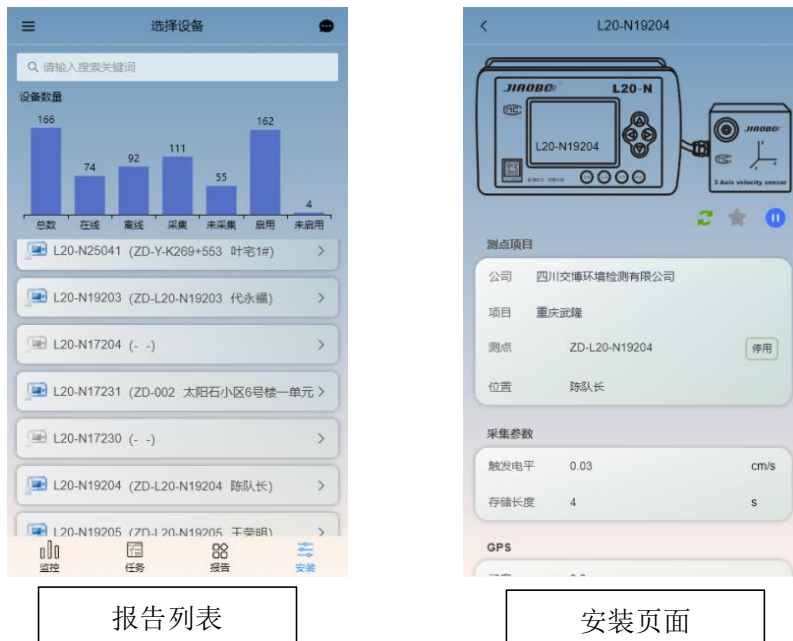 选择设备
请输入搜索关键词
设备数量
166
74
92
111
55
162
4
总数 在线 离线 采集 未采集 启用 未启用
L20-N25041 (ZD-Y-K269+553 叶宅1#)
L20-N19203 (ZD-L20-N19203 代永福)
L20-N17204 (- -)
L20-N17231 (ZD-002 太阳石小区6号楼一单元
L20-N17230 (- -)
L20-N19204 (ZD-L20-N19204 陈队长)
L20-N19205 (ZD-L20-N19205 王荣明)
监控 任务 报告 安装
报告列表
L20-N19204
JIAOBO
L20-N
L20-N19204
JIAOBO
3 Axis velocity sensor
测点项目
公司 四川交博环境检测有限公司
项目 重庆武隆
测点 ZD-L20-N19204 停用
位置 陈队长
采集参数
触发电平 0.03 cm/s
存储长度 4 s
GPS
安装页面